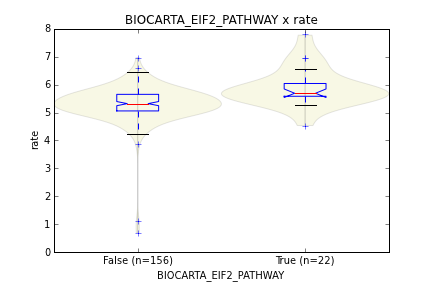 BIOCARTA_EIF2_PATHWAY x rate
8
7
6
5
4
3
2
1
0
rate
False (n=156) True (n=22)
BIOCARTA_EIF2_PATHWAY